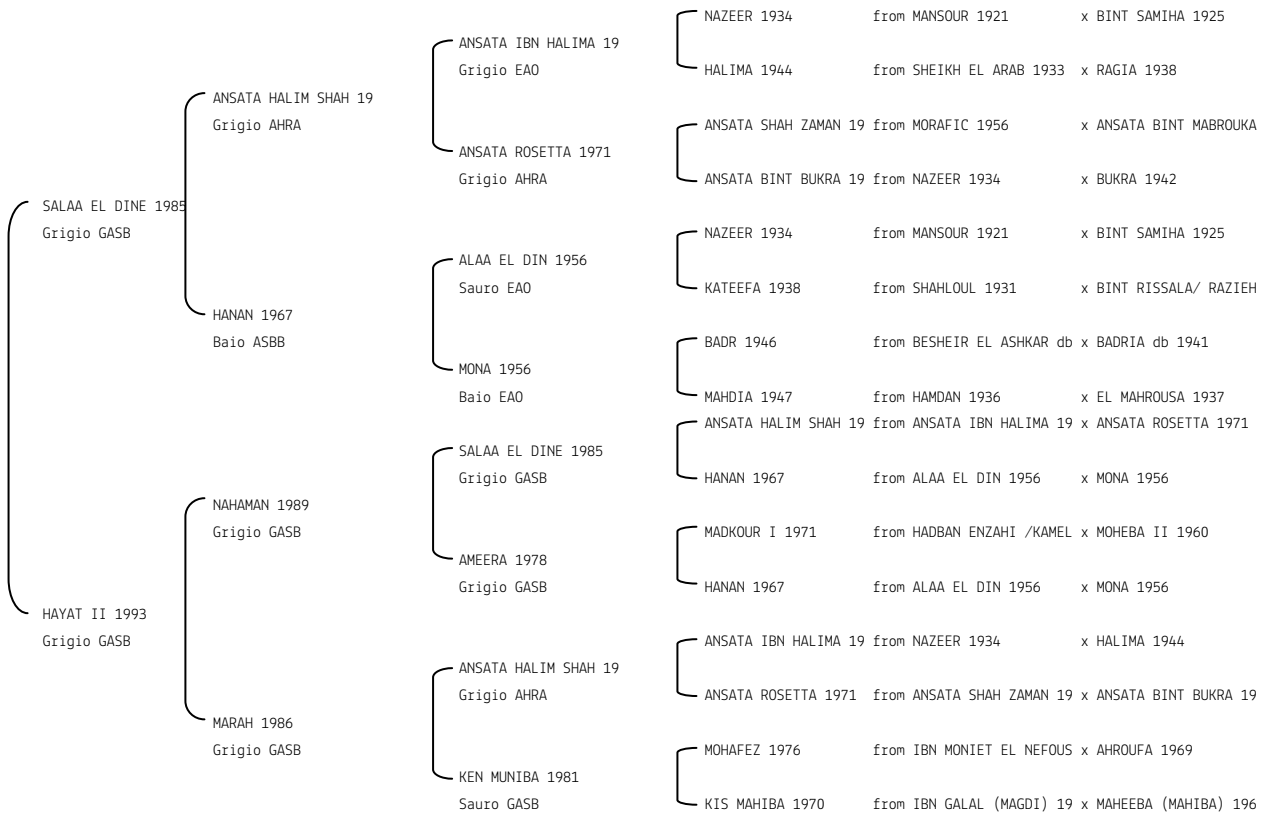 NAZEER 1934 from MANSOUR 1921 x BINT SAMIHA 1925
ANSATA IBN HALIMA 19
Grigio EAO
HALIMA 1944 from SHEIKH EL ARAB 1933 x RAGIA 1938
ANSATA HALIM SHAH 19
Grigio AHRA
ANSATA SHAH ZAMAN 19 from MORAFIC 1956 x ANSATA BINT MABROUKA
ANSATA ROSETTA 1971
Grigio AHRA
ANSATA BINT BUKRA 19 from NAZEER 1934 x BUKRA 1942
SALAA EL DINE 1985
Grigio GASB
NAZEER 1934 from MANSOUR 1921 x BINT SAMIHA 1925
ALAA EL DIN 1956
Sauro EAO
KATEEFA 1938 from SHAHLOUL 1931 x BINT RISSALA/ RAZIEH
HANAN 1967
Baio ASBB
BADR 1946 from BESHEIR EL ASHKAR db x BADRIA db 1941
MONA 1956
Baio EAO
MAHDIA 1947 from HAMDAN 1936 x EL MAHROUSA 1937
ANSATA HALIM SHAH 19 from ANSATA IBN HALIMA 19 x ANSATA ROSETTA 1971
SALAA EL DINE 1985
Grigio GASB
HANAN 1967 from ALAA EL DIN 1956 x MONA 1956
NAHAMAN 1989
Grigio GASB
MADKOUR I 1971 from HADBAN ENZAHI /KAMEL x MOHEBA II 1960
AMEERA 1978
Grigio GASB
HANAN 1967 from ALAA EL DIN 1956 x MONA 1956
HAYAT II 1993
Grigio GASB
ANSATA IBN HALIMA 19 from NAZEER 1934 x HALIMA 1944
ANSATA HALIM SHAH 19
Grigio AHRA
ANSATA ROSETTA 1971 from ANSATA SHAH ZAMAN 19 x ANSATA BINT BUKRA 19
MARAH 1986
Grigio GASB
MOHAFEZ 1976 from IBN MONIET EL NEFOUS x AHROUFA 1969
KEN MUNIBA 1981
Sauro GASB
KIS MAHIBA 1970 from IBN GALAL (MAGDI) 19 x MAHEEBA (MAHIBA) 196